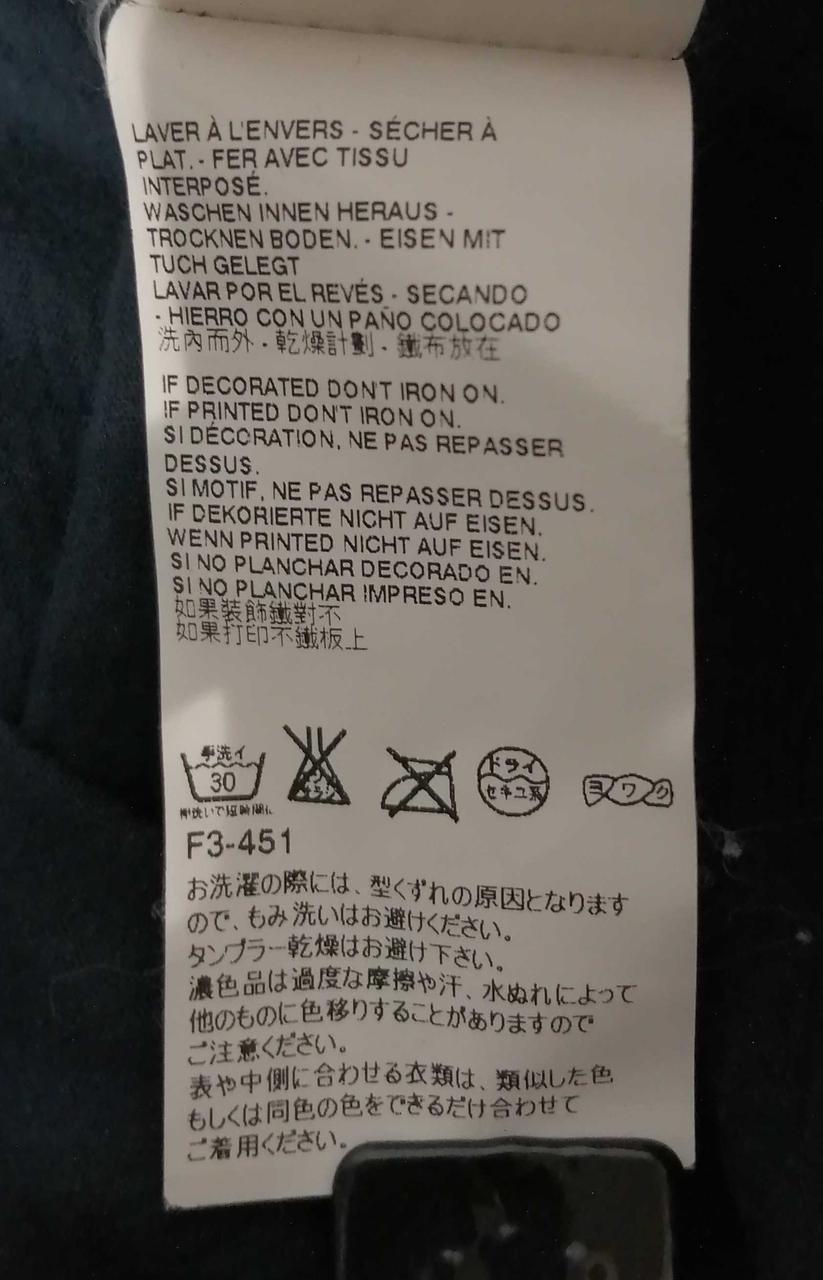 LAVER À L'ENVERS - SÉCHER À
PLAT. - FER AVEC TISSU
INTERPOSÉ.
WASCHEN INNEN HERAUS -
TROCKNEN BODEN. - EISEN MIT
TUCH GELEGT
LAVAR POR EL REVÉS - SECANDO
- HIERRO CON UN PAÑO COLOCADO
洗內而外 - 乾燥計劃 - 鐵布放在
IF DECORATED DON'T IRON ON.
IF PRINTED DON'T IRON ON.
SI DÉCORATION, NE PAS REPASSER
DESSUS.
SI MOTIF, NE PAS REPASSER DESSUS.
IF DEKORIERTE NICHT AUF EISEN.
WENN PRINTED NICHT AUF EISEN.
SI NO PLANCHAR DECORADO EN.
SI NO PLANCHAR IMPRESO EN.
如果裝飾鐵對不
如果打印不鐵板上
手洗イ
30
ドライ
セキユ系
ヨワク
F3-451
お洗濯の際には、型くずれの原因となります
ので、もみ洗いはお避けください。
タンブラー乾燥はお避け下さい。
濃色品は過度な摩擦や汗、水ぬれによって
他のものに色移りすることがありますので
ご注意ください。
表や中側に合わせる衣類は、類似した色
もしくは同色の色をできるだけ合わせて
ご着用ください。